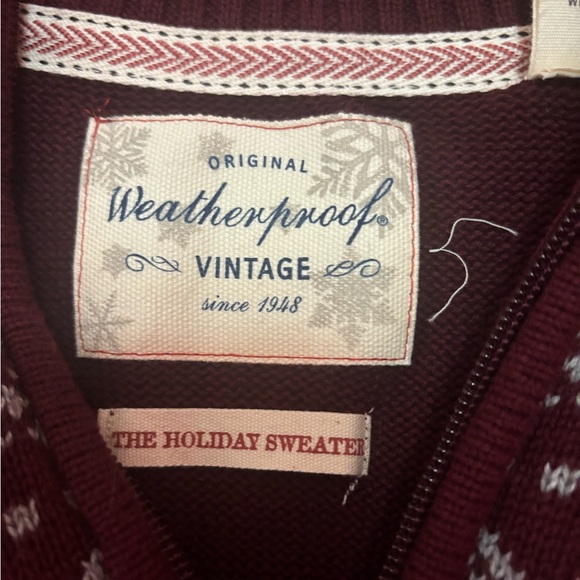 ORIGINAL
Weatherproof®
VINTAGE
since 1948
THE HOLIDAY SWEATER